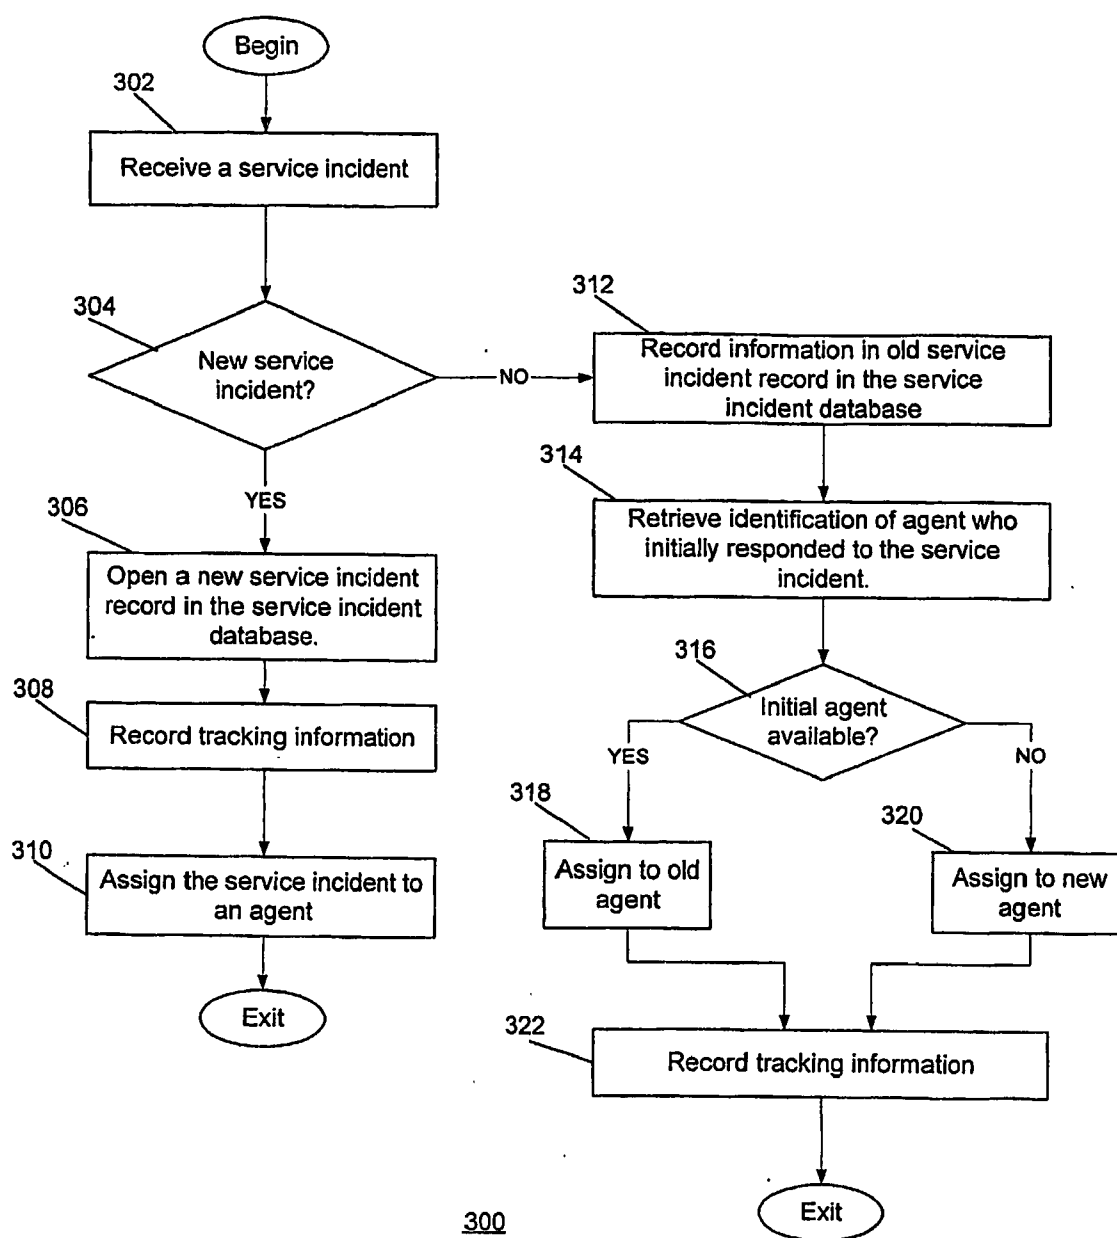 Begin
302
Receive a service incident
304
New service
incident?
NO
YES
306
Open a new service incident
record in the service incident
database.
308
Record tracking information
310
Assign the service incident to
an agent
Exit
312
Record information in old service
incident record in the service
incident database
314
Retrieve identification of agent who
initially responded to the service
incident.
316
Initial agent
available?
YES
NO
318
Assign to old
agent
320
Assign to new
agent
322
Record tracking information
Exit
300